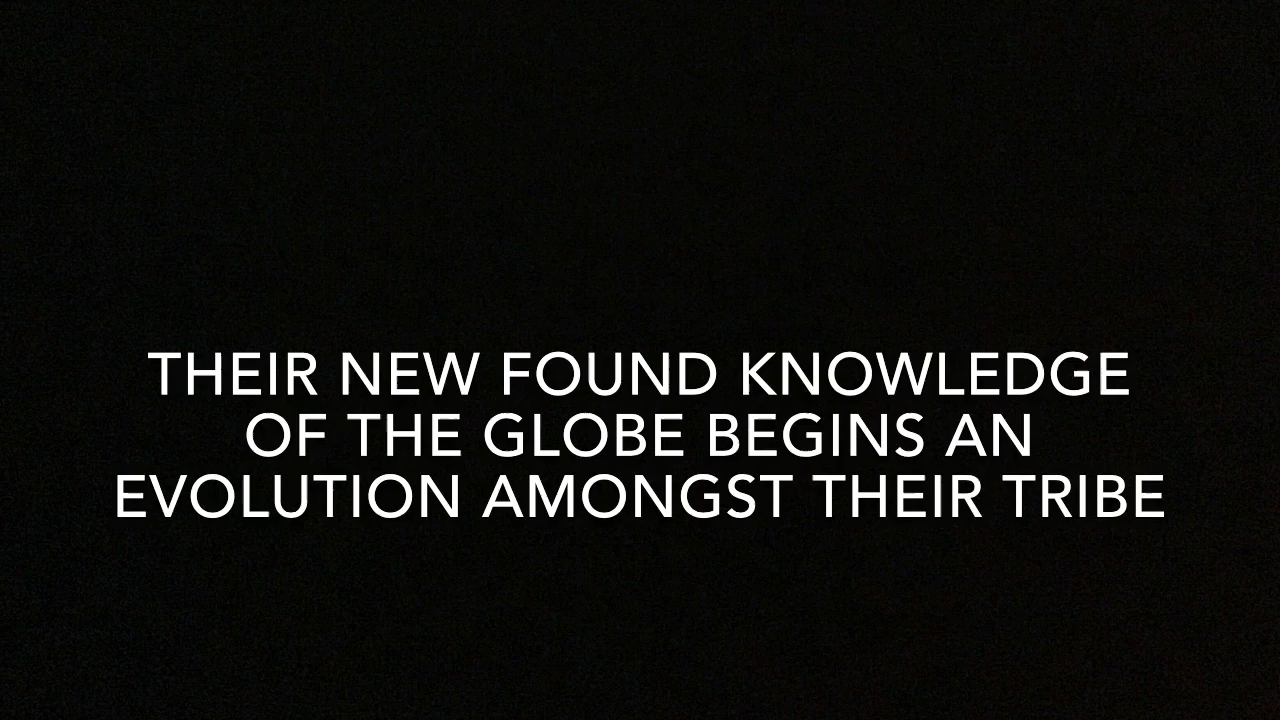 THEIR NEW FOUND KNOWLEDGE
OF THE GLOBE BEGINS AN
EVOLUTION AMONGST THEIR TRIBE